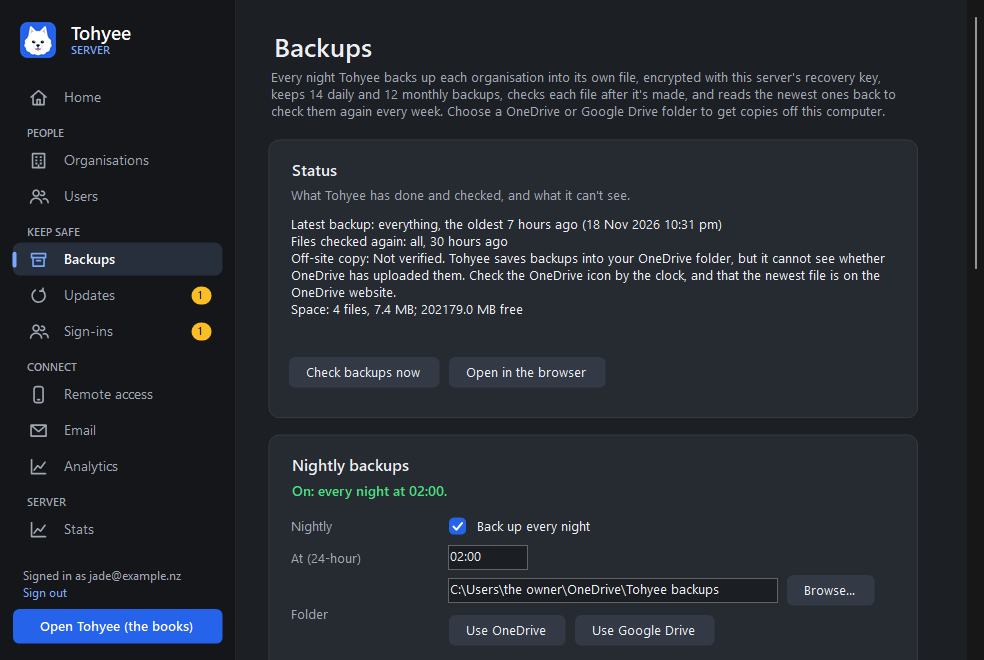 Tohyee
SERVER
Home
PEOPLE
Organisations
Users
KEEP SAFE
Backups
Updates 1
Sign-ins 1
CONNECT
Remote access
Email
Analytics
SERVER
Stats
Signed in as jade@example.nz
Sign out
Open Tohyee (the books)
Backups
Every night Tohyee backs up each organisation into its own file, encrypted with this server's recovery key,
keeps 14 daily and 12 monthly backups, checks each file after it's made, and reads the newest ones back to
check them again every week. Choose a OneDrive or Google Drive folder to get copies off this computer.
Status
What Tohyee has done and checked, and what it can't see.
Latest backup: everything, the oldest 7 hours ago (18 Nov 2026 10:31 pm)
Files checked again: all, 30 hours ago
Off-site copy: Not verified. Tohyee saves backups into your OneDrive folder, but it cannot see whether
OneDrive has uploaded them. Check the OneDrive icon by the clock, and that the newest file is on the
OneDrive website.
Space: 4 files, 7.4 MB; 202179.0 MB free
Check backups now
Open in the browser
Nightly backups
On: every night at 02:00.
Nightly
Back up every night
At (24-hour)
02:00
C:\Users\the owner\OneDrive\Tohyee backups
Browse...
Folder
Use OneDrive
Use Google Drive